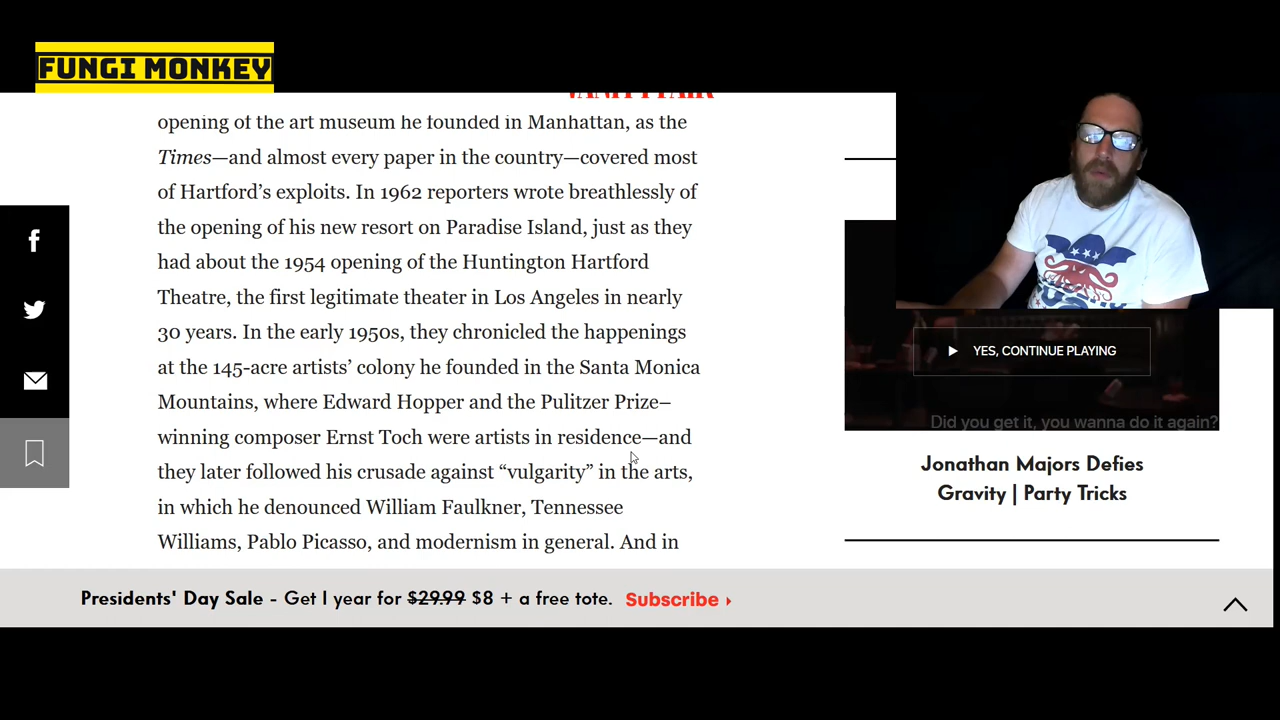 FUNGI MONKEY
VANITY FAIR
opening of the art museum he founded in Manhattan, as the
Times—and almost every paper in the country—covered most
of Hartford’s exploits. In 1962 reporters wrote breathlessly of
the opening of his new resort on Paradise Island, just as they
had about the 1954 opening of the Huntington Hartford
Theatre, the first legitimate theater in Los Angeles in nearly
30 years. In the early 1950s, they chronicled the happenings
at the 145-acre artists’ colony he founded in the Santa Monica
Mountains, where Edward Hopper and the Pulitzer Prize–
winning composer Ernst Toch were artists in residence—and
they later followed his crusade against “vulgarity” in the arts,
in which he denounced William Faulkner, Tennessee
Williams, Pablo Picasso, and modernism in general. And in
YES, CONTINUE PLAYING
Did you get it, you wanna do it again?
Jonathan Majors Defies
Gravity | Party Tricks
Presidents' Day Sale - Get 1 year for $29.99 $8 + a free tote. Subscribe